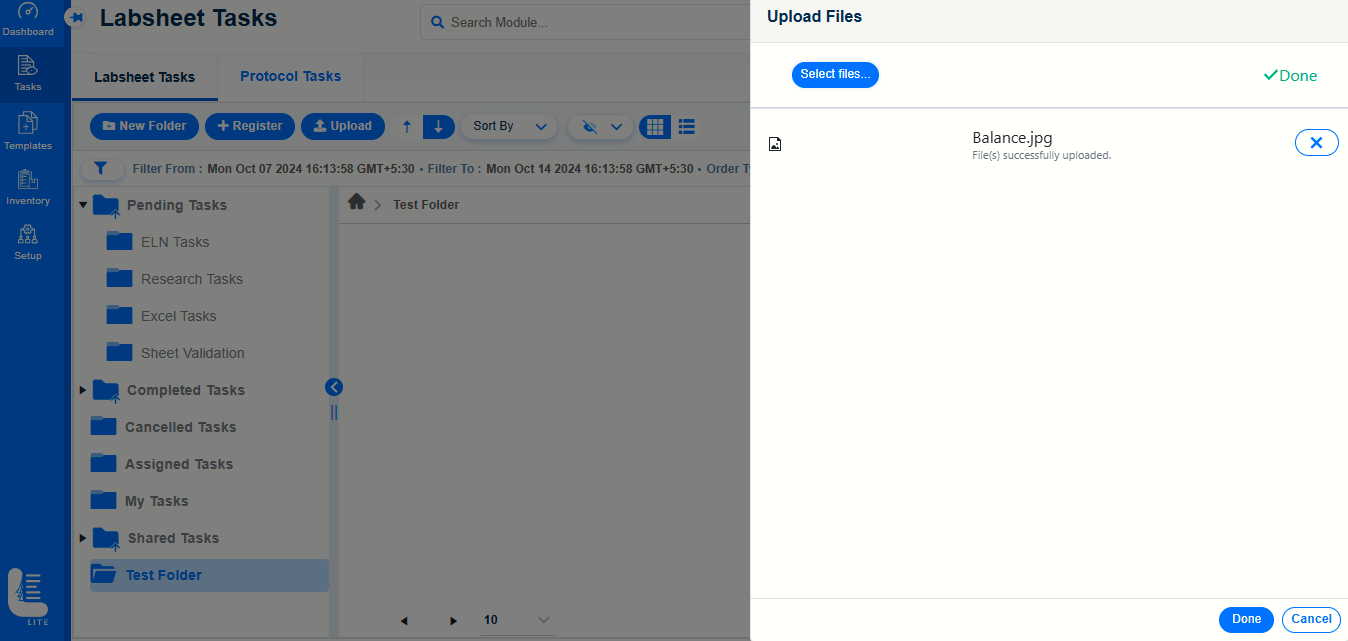 Dashboard
Tasks
Templates
Inventory
Setup
LITE
Labsheet Tasks
Search Module...
Labsheet Tasks
Protocol Tasks
New Folder
Register
Upload
Sort By
Filter From : Mon Oct 07 2024 16:13:58 GMT+5:30 • Filter To : Mon Oct 14 2024 16:13:58 GMT+5:30 • Order
Pending Tasks
ELN Tasks
Research Tasks
Excel Tasks
Sheet Validation
Completed Tasks
Cancelled Tasks
Assigned Tasks
My Tasks
Shared Tasks
Test Folder
Test Folder
10
Upload Files
Select files...
Done
Balance.jpg
File(s) successfully uploaded.
Done
Cancel